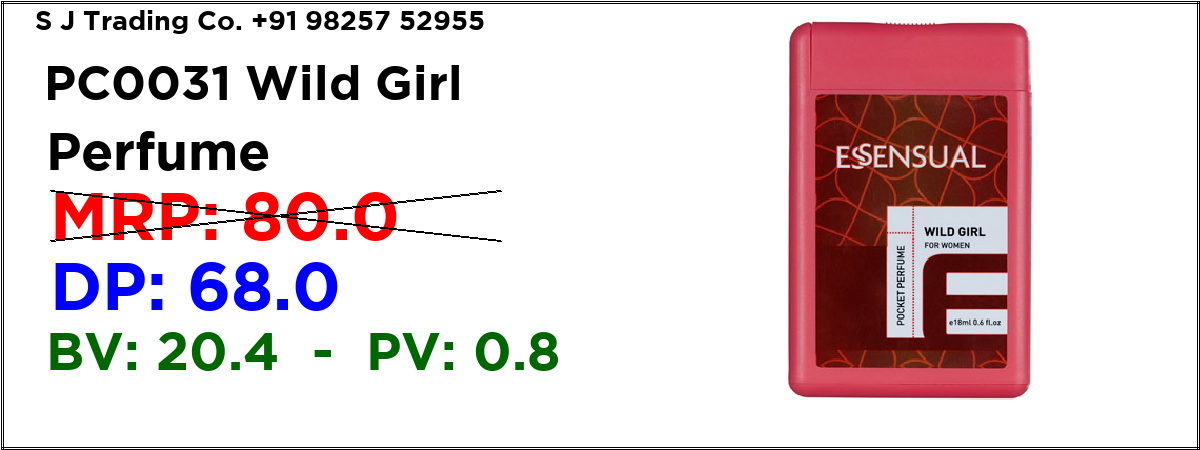 S J Trading Co. +91 98257 52955
PC0031 Wild Girl
Perfume
MRP: 80.0
DP: 68.0
BV: 20.4 - PV: 0.8
ESSENSUAL
WILD GIRL
FOR WOMEN
POCKET PERFUME
e18ml 0.6 fl.oz